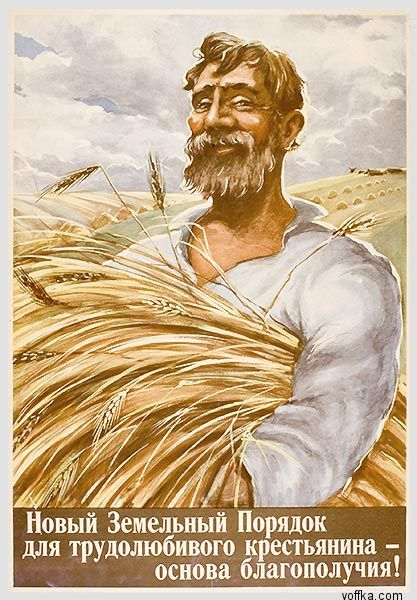 Новый Земельный Порядок
для трудолюбивого крестьянина –
основа благополучия!
voffka.com